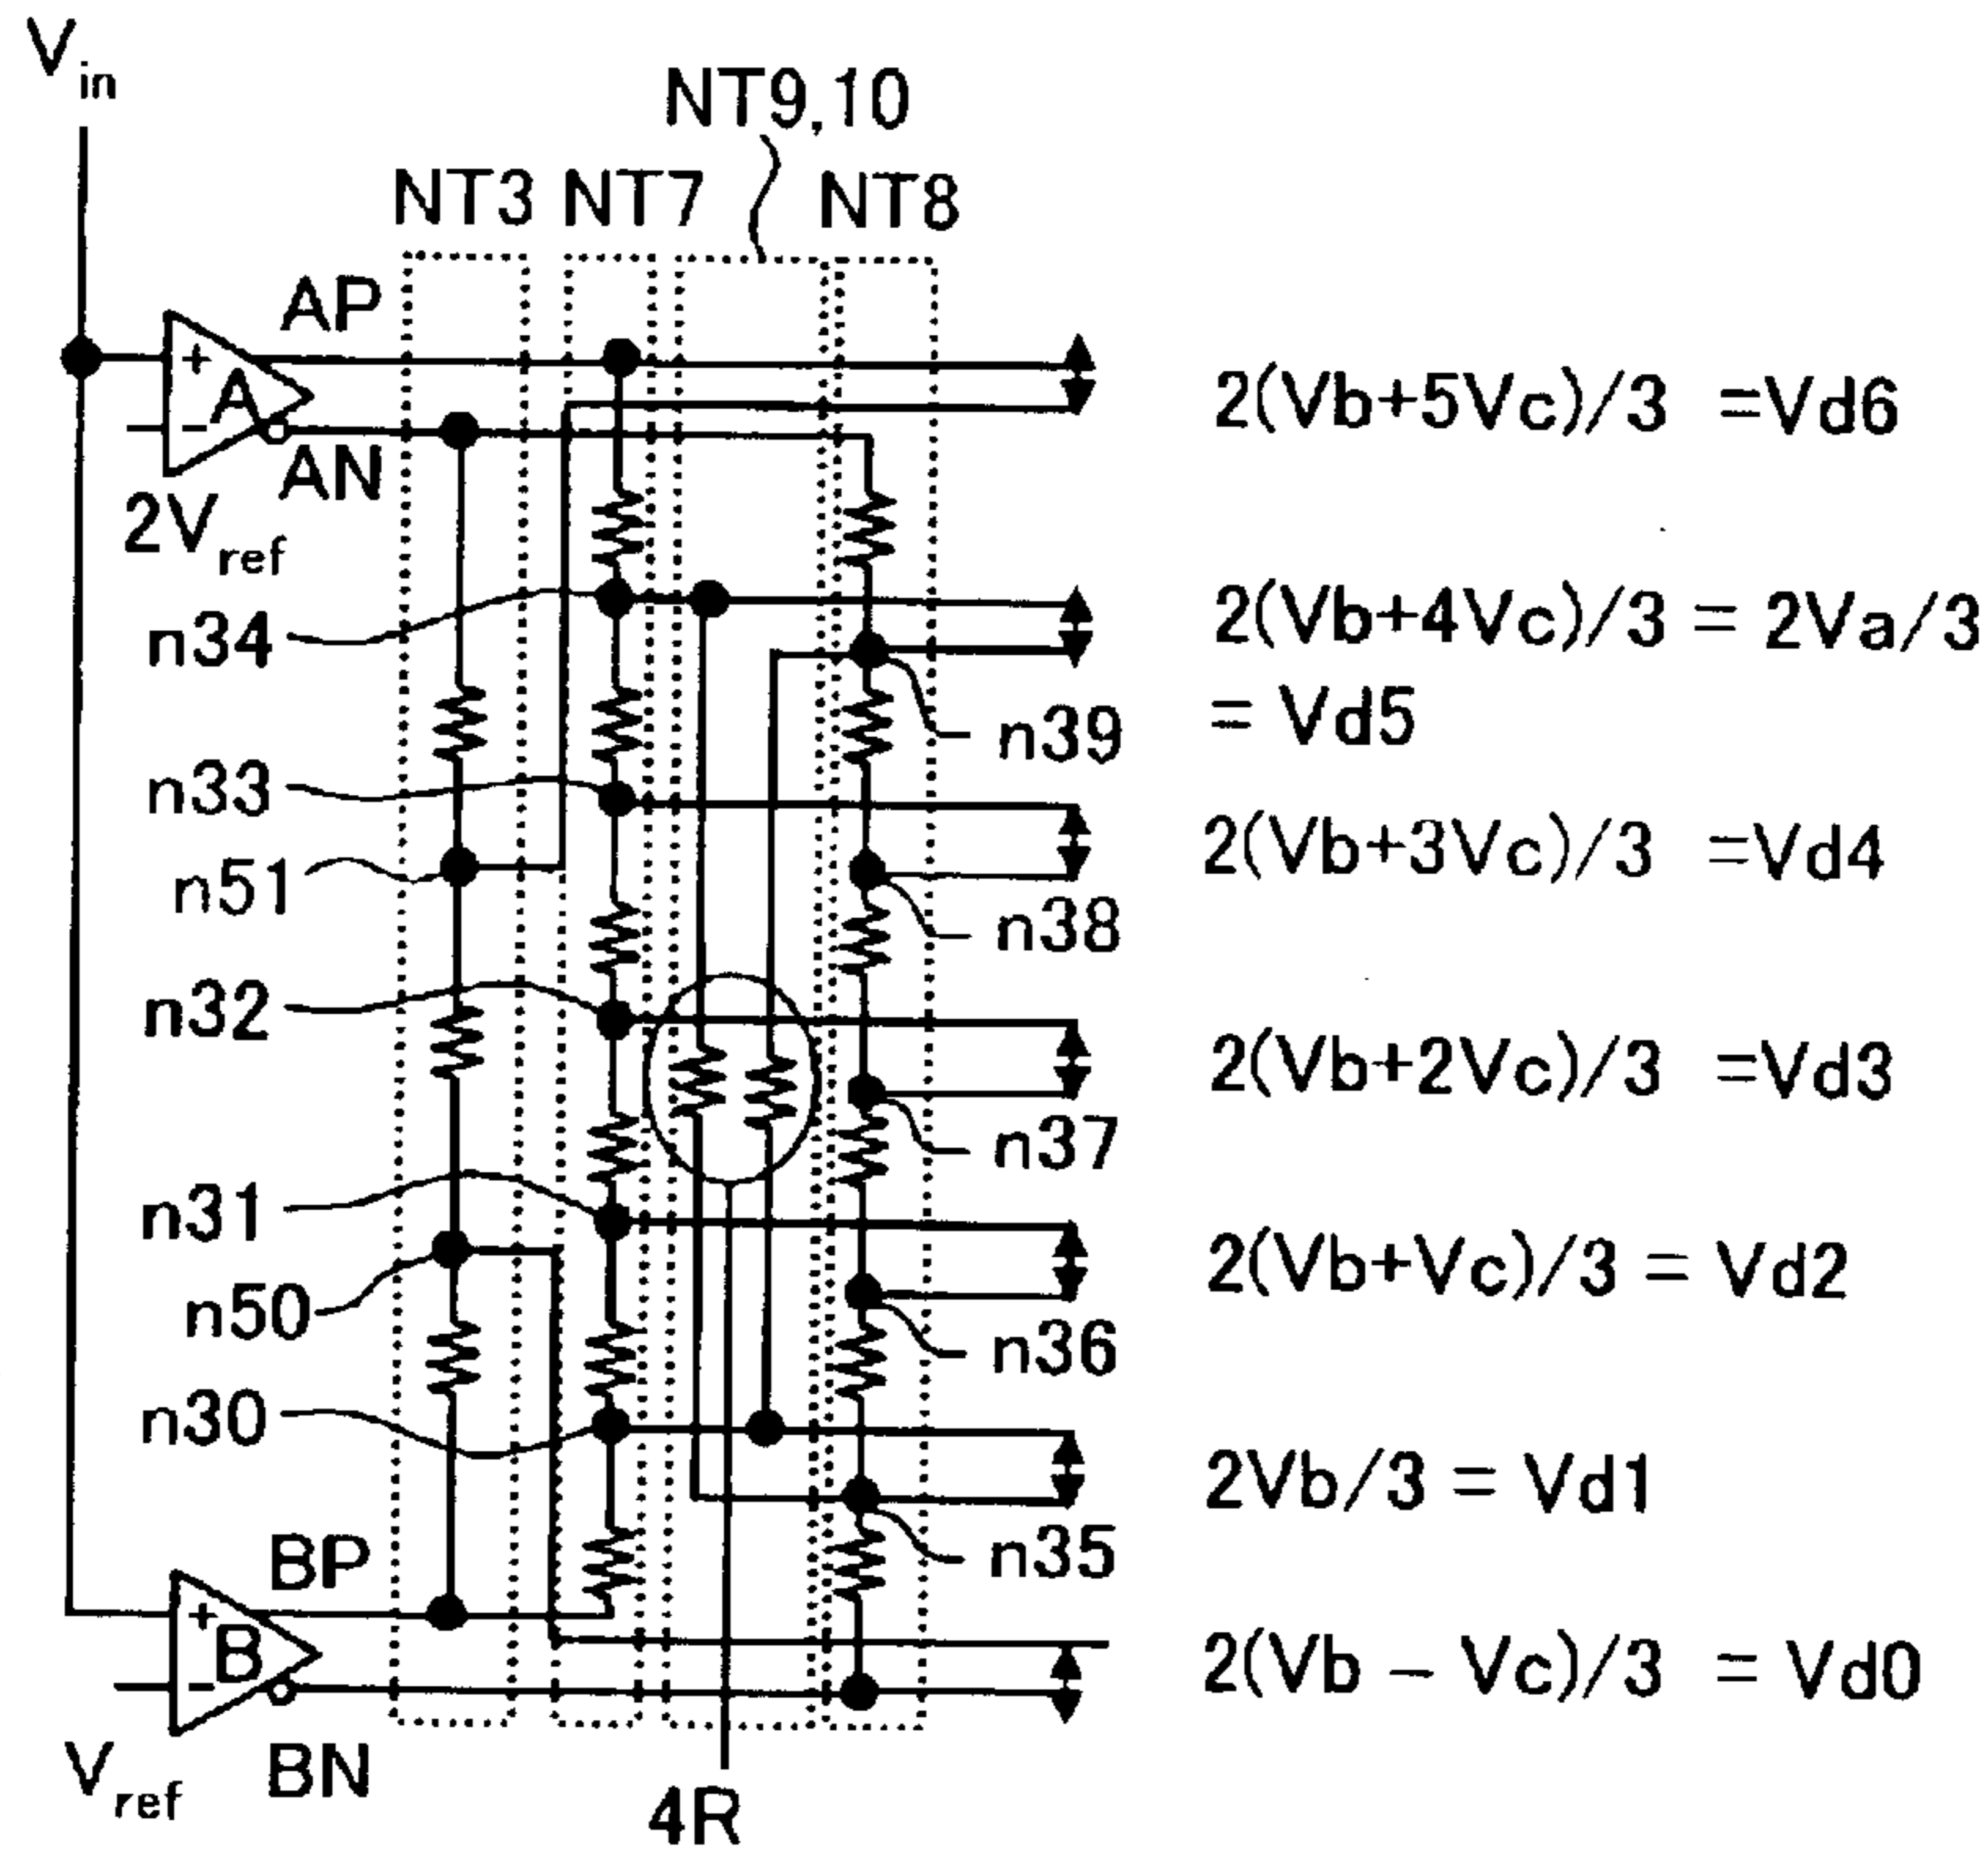 Vin
NT9,10
NT3 NT7 NT8
AP
+
A
2(Vb+5Vc)/3 =Vd6
−
AN
2Vref
n34
2(Vb+4Vc)/3 = 2Va/3
= Vd5
n39
n33
2(Vb+3Vc)/3 =Vd4
n51
n38
n32
2(Vb+2Vc)/3 =Vd3
n37
n31
2(Vb+Vc)/3 = Vd2
n50
n36
n30
2Vb/3 = Vd1
n35
BP
+
B
2(Vb − Vc)/3 = Vd0
−
Vref
BN
4R